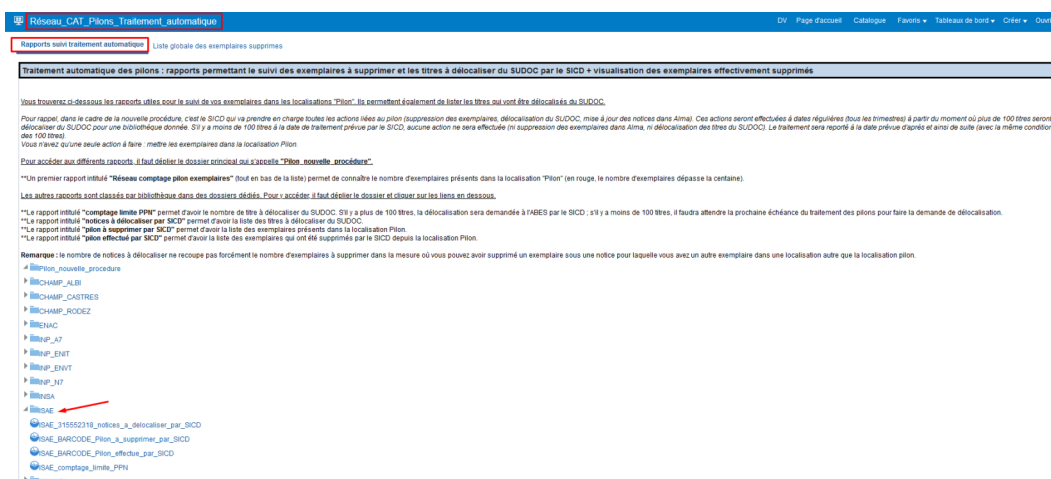 Réseau_CAT_Pilons_Traitement_automatique
DV Page d'accueil Catalogue Favoris Tableaux de bord Créer Ouvri
Rapports suivi traitement automatique Liste globale des exemplaires supprimes
Traitement automatique des pilons : rapports permettant le suivi des exemplaires à supprimer et les titres à délocaliser du SUDOC par le SICD + visualisation des exemplaires effectivement supprimés
Vous trouverez ci-dessous les rapports utiles pour le suivi de vos exemplaires dans les localisations "Pilon". Ils permettent également de lister les titres qui vont être délocalisés du SUDOC.
Pour rappel, dans le cadre de la nouvelle procédure, c'est le SICD qui va prendre en charge toutes les actions liées au pilon (suppression des exemplaires, délocalisation du SUDOC, mise à jour des notices dans Alma). Ces actions seront effectuées à dates régulières (tous les trimestres) à partir du moment où plus de 100 titres seront
délocaliser du SUDOC pour une bibliothèque donnée. S'il y a moins de 100 titres à la date de traitement prévue par le SICD, aucune action ne sera effectuée (ni suppression des exemplaires dans Alma, ni délocalisation des titres du SUDOC). Le traitement sera reporté à la date prévue d'après et ainsi de suite (avec la même condition
des 100 titres).
Vous n'avez qu'une seule action à faire : mettre les exemplaires dans la localisation Pilon.
Pour accéder aux différents rapports, il faut déplier le dossier principal qui s'appelle "Pilon_nouvelle_procédure".
**Un premier rapport intitulé "Réseau comptage pilon exemplaires" (tout en bas de la liste) permet de connaître le nombre d'exemplaires présents dans la localisation "Pilon" (en rouge, le nombre d'exemplaires dépasse la centaine).
Les autres rapports sont classés par bibliothèque dans des dossiers dédiés. Pour y accéder, il faut déplier le dossier et cliquer sur les liens en dessous.
**Le rapport intitulé "comptage limite PPN" permet d'avoir le nombre de titre à délocaliser du SUDOC. S'il y a plus de 100 titres, la délocalisation sera demandée à l'ABES par le SICD ; s'il y a moins de 100 titres, il faudra attendre la prochaine échéance du traitement des pilons pour faire la demande de délocalisation.
**Le rapport intitulé "notices à délocaliser par SICD" permet d'avoir la liste des titres à délocaliser du SUDOC.
**Le rapport intitulé "pilon à supprimer par SICD" permet d'avoir la liste des exemplaires présents dans la localisation Pilon.
**Le rapport intitulé "pilon effectué par SICD" permet d'avoir la liste des exemplaires qui ont été supprimés par le SICD depuis la localisation Pilon.
Remarque : le nombre de notices à délocaliser ne recoupe pas forcément le nombre d'exemplaires à supprimer dans la mesure où vous pouvez avoir supprimé un exemplaire sous une notice pour laquelle vous avez un autre exemplaire dans une localisation autre que la localisation pilon.
Pilon_nouvelle_procedure
CHAMP_ALBI
CHAMP_CASTRES
CHAMP_RODEZ
ENAC
INP_A7
INP_ENIT
INP_ENVT
INP_N7
INSA
ISAE
ISAE_315552318_notices_a_delocaliser_par_SICD
ISAE_BARCODE_Pilon_a_supprimer_par_SICD
ISAE_BARCODE_Pilon_effectue_par_SICD
ISAE_comptage_limite_PPN